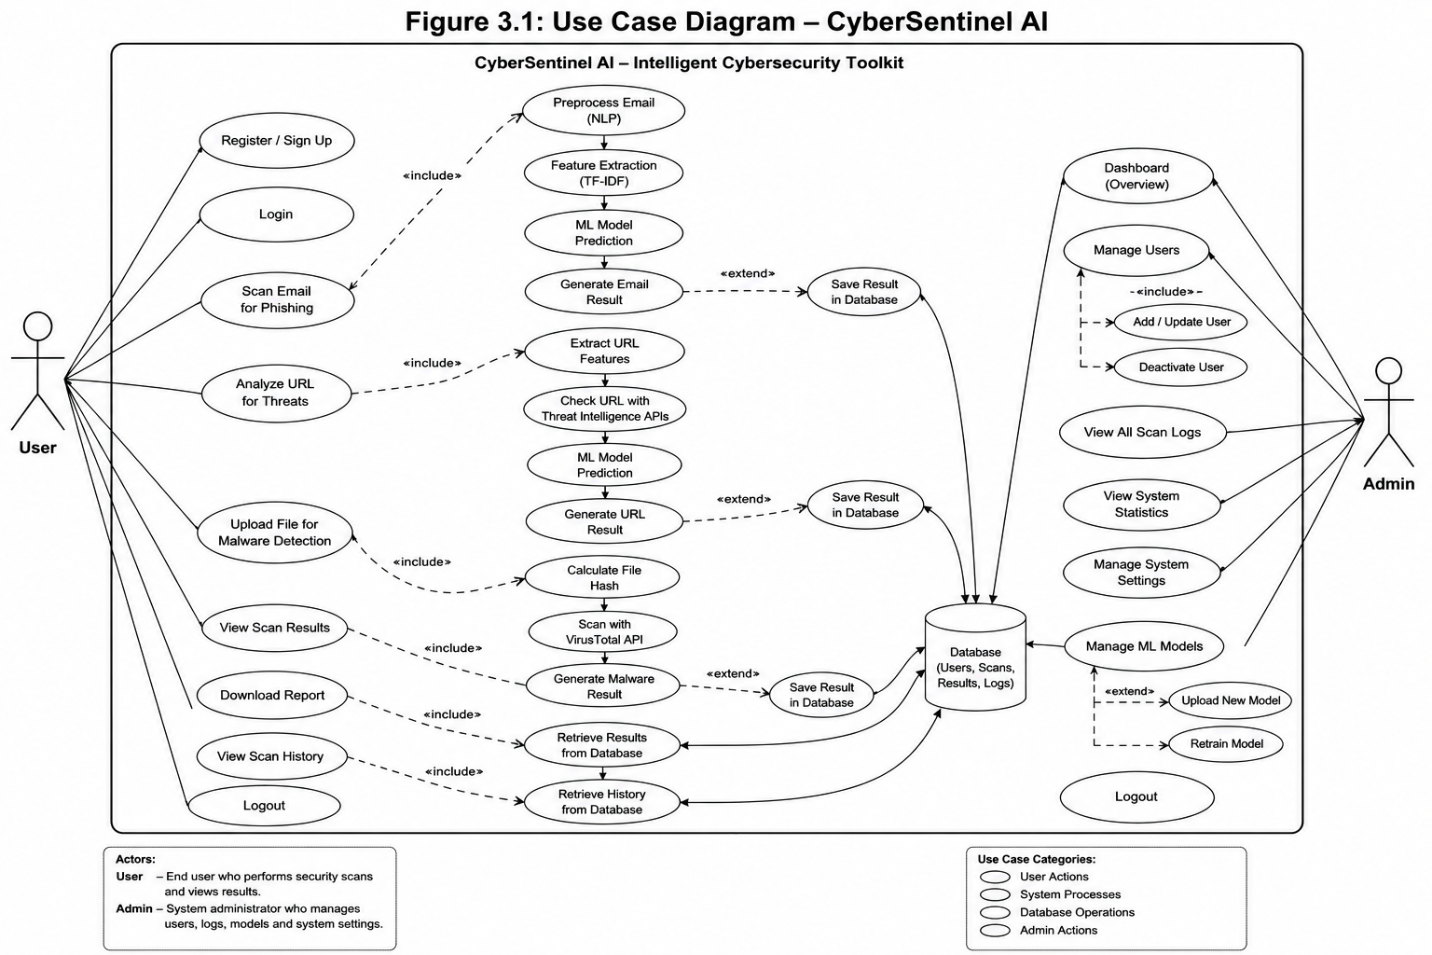 Figure 3.1: Use Case Diagram – CyberSentinel AI
CyberSentinel AI – Intelligent Cybersecurity Toolkit
User
Register / Sign Up
Login
Scan Email
for Phishing
Analyze URL
for Threats
Upload File for
Malware Detection
View Scan Results
Download Report
View Scan History
Logout
«include»
«include»
«include»
«include»
«include»
«include»
Preprocess Email
(NLP)
Feature Extraction
(TF-IDF)
ML Model
Prediction
Generate Email
Result
Extract URL
Features
Check URL with
Threat Intelligence APIs
ML Model
Prediction
Generate URL
Result
Calculate File
Hash
Scan with
VirusTotal API
Generate Malware
Result
Retrieve Results
from Database
Retrieve History
from Database
«extend»
Save Result
in Database
«extend»
Save Result
in Database
«extend»
Save Result
in Database
Database
(Users, Scans,
Results, Logs)
Dashboard
(Overview)
Manage Users
«include»
Add / Update User
Deactivate User
View All Scan Logs
View System
Statistics
Manage System
Settings
Manage ML Models
«extend»
Upload New Model
Retrain Model
Logout
Admin
Actors:
User – End user who performs security scans
and views results.
Admin – System administrator who manages
users, logs, models and system settings.
Use Case Categories:
User Actions
System Processes
Database Operations
Admin Actions